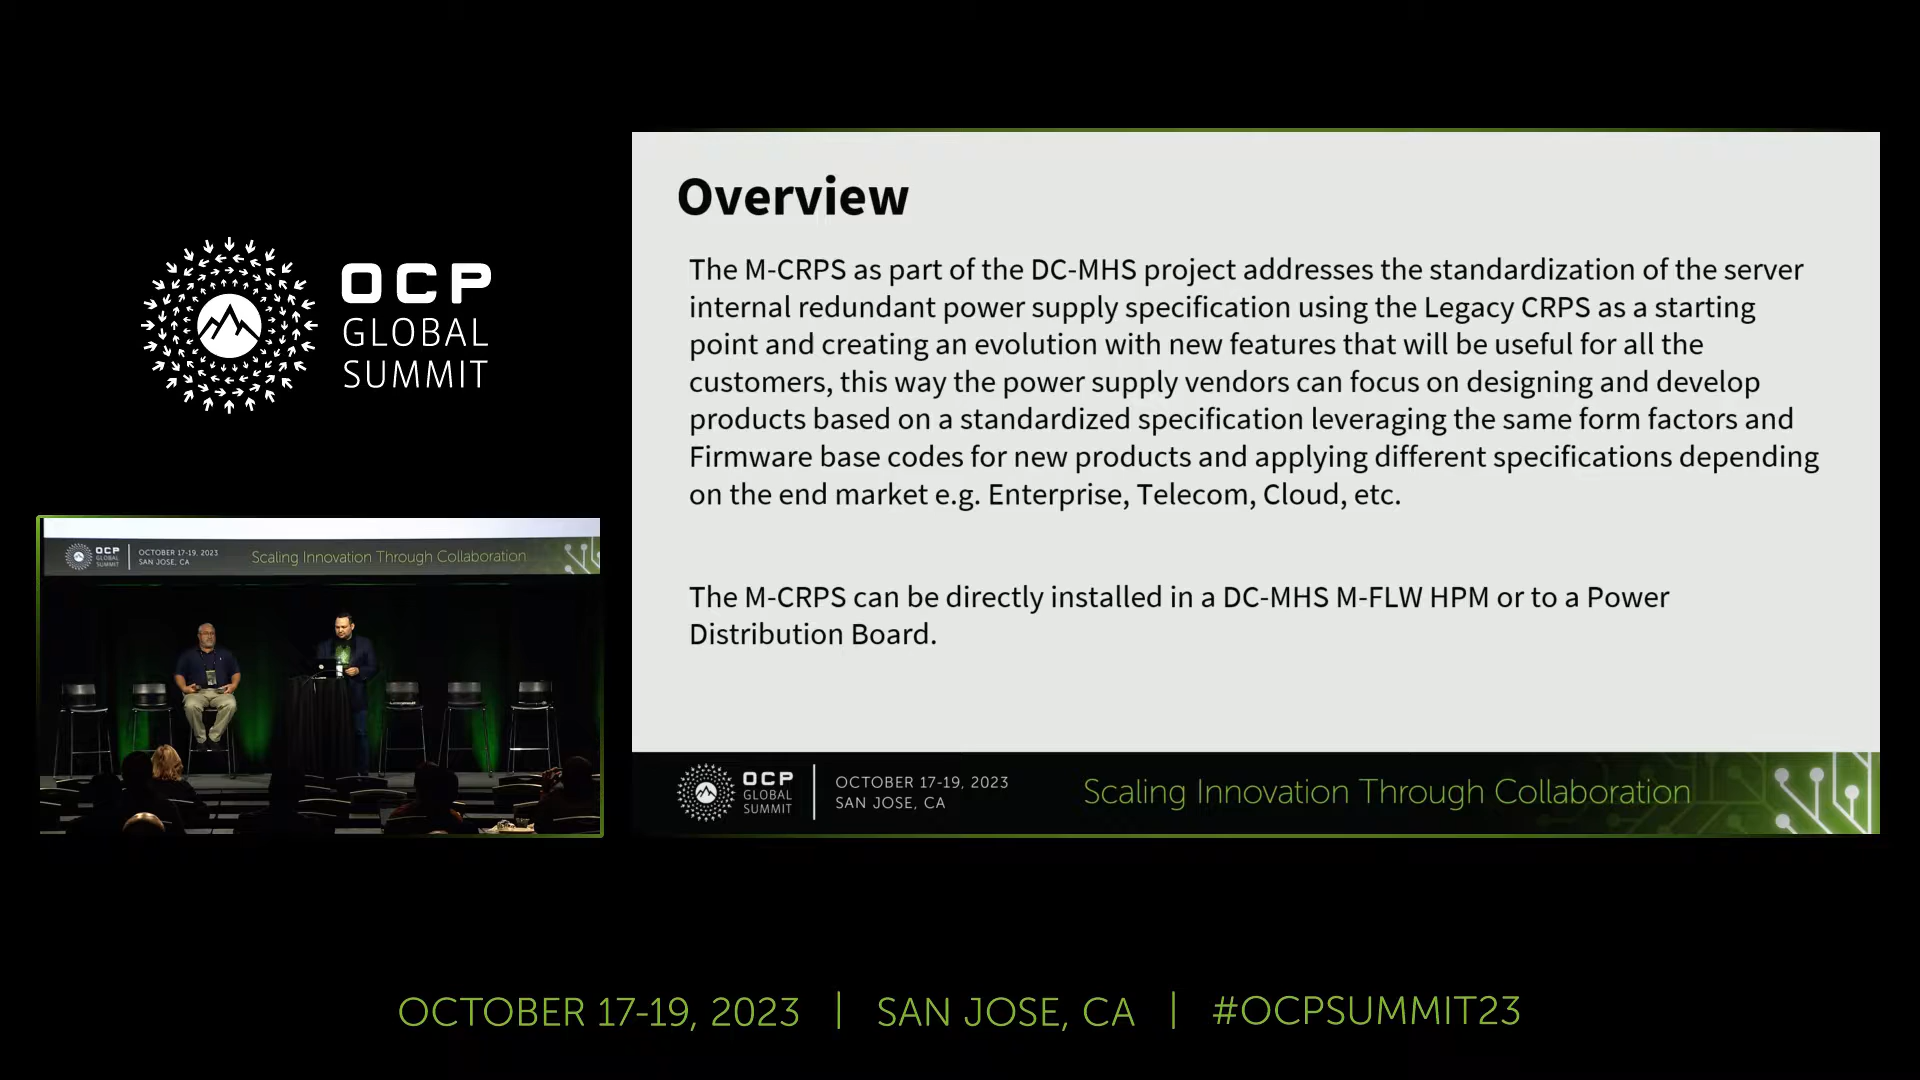 OCP
GLOBAL
SUMMIT
OCP
GLOBAL
SUMMIT
OCTOBER 17-19, 2023
SAN JOSE, CA
Scaling Innovation Through Collaboration
Overview
The M-CRPS as part of the DC-MHS project addresses the standardization of the server
internal redundant power supply specification using the Legacy CRPS as a starting
point and creating an evolution with new features that will be useful for all the
customers, this way the power supply vendors can focus on designing and develop
products based on a standardized specification leveraging the same form factors and
Firmware base codes for new products and applying different specifications depending
on the end market e.g. Enterprise, Telecom, Cloud, etc.
The M-CRPS can be directly installed in a DC-MHS M-FLW HPM or to a Power
Distribution Board.
OCP
GLOBAL
SUMMIT
OCTOBER 17-19, 2023
SAN JOSE, CA
Scaling Innovation Through Collaboration
OCTOBER 17-19, 2023 | SAN JOSE, CA | #OCPSUMMIT23